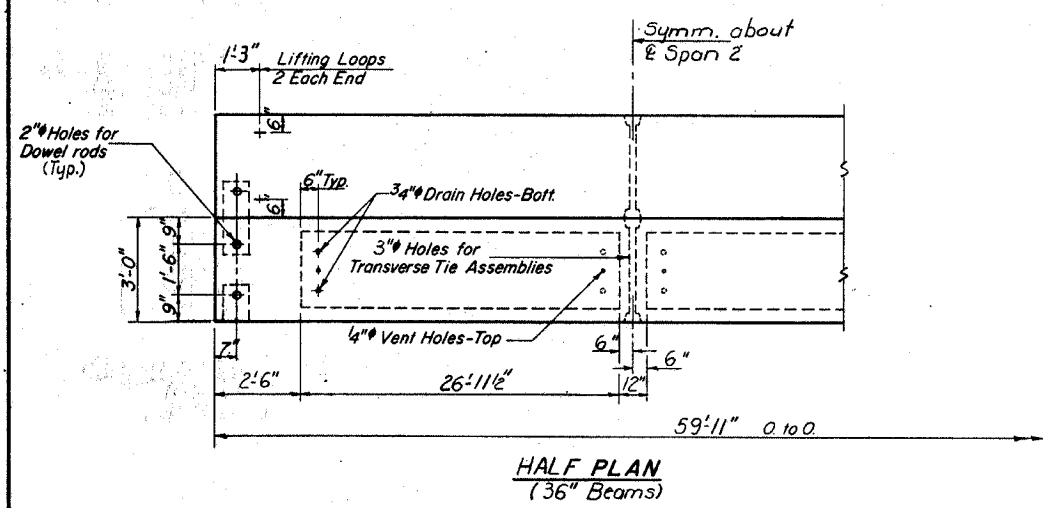 Symm. about
℄ Span 2
1'-3"
Lifting Loops
2 Each End
6"
2"φ Holes for
Dowel rods
(Typ.)
6"
6" Typ.
3/4"φ Drain Holes-Bott.
3'-0"
9"
1'-6"
9"
3"φ Holes for
Transverse Tie Assemblies
1/4"φ Vent Holes-Top
7"
6"
6"
2'-6"
26'-11 1/2"
12"
59'-11" O. to O.
HALF PLAN
(36" Beams)